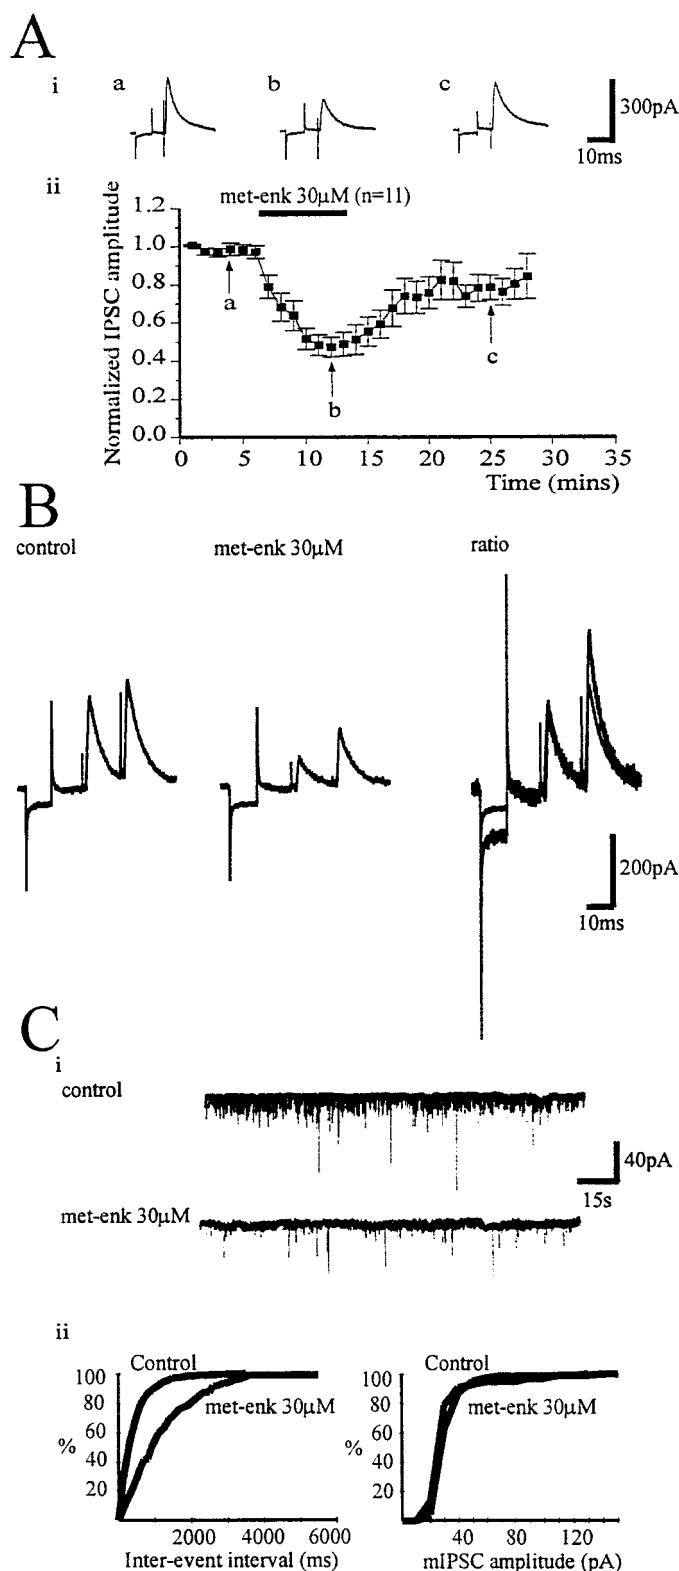 A
i a b c
300pA
10ms
ii
met-enk 30μM (n=11)
Normalized IPSC amplitude
1.2
1.0
0.8
0.6
0.4
0.2
0.0
a
b
c
0 5 10 15 20 25 30 35
Time (mins)
B
control met-enk 30μM ratio
200pA
10ms
C
i
control
40pA
15s
met-enk 30μM
ii
Control
100
80
60
40
20
%
met-enk 30μM
2000 4000 6000
Inter-event interval (ms)
Control
100
80
60
40
20
%
met-enk 30μM
40 80 120
mIPSC amplitude (pA)